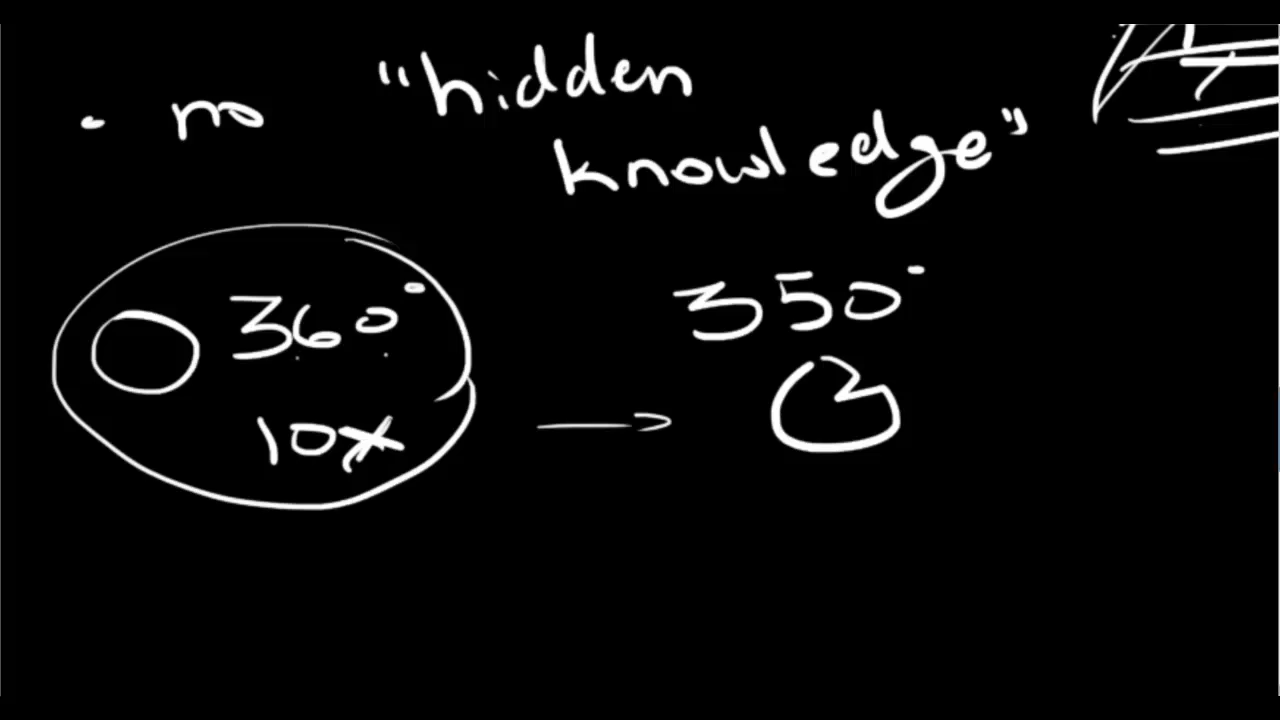 • no "hidden
knowledge"
360°
10x
350°